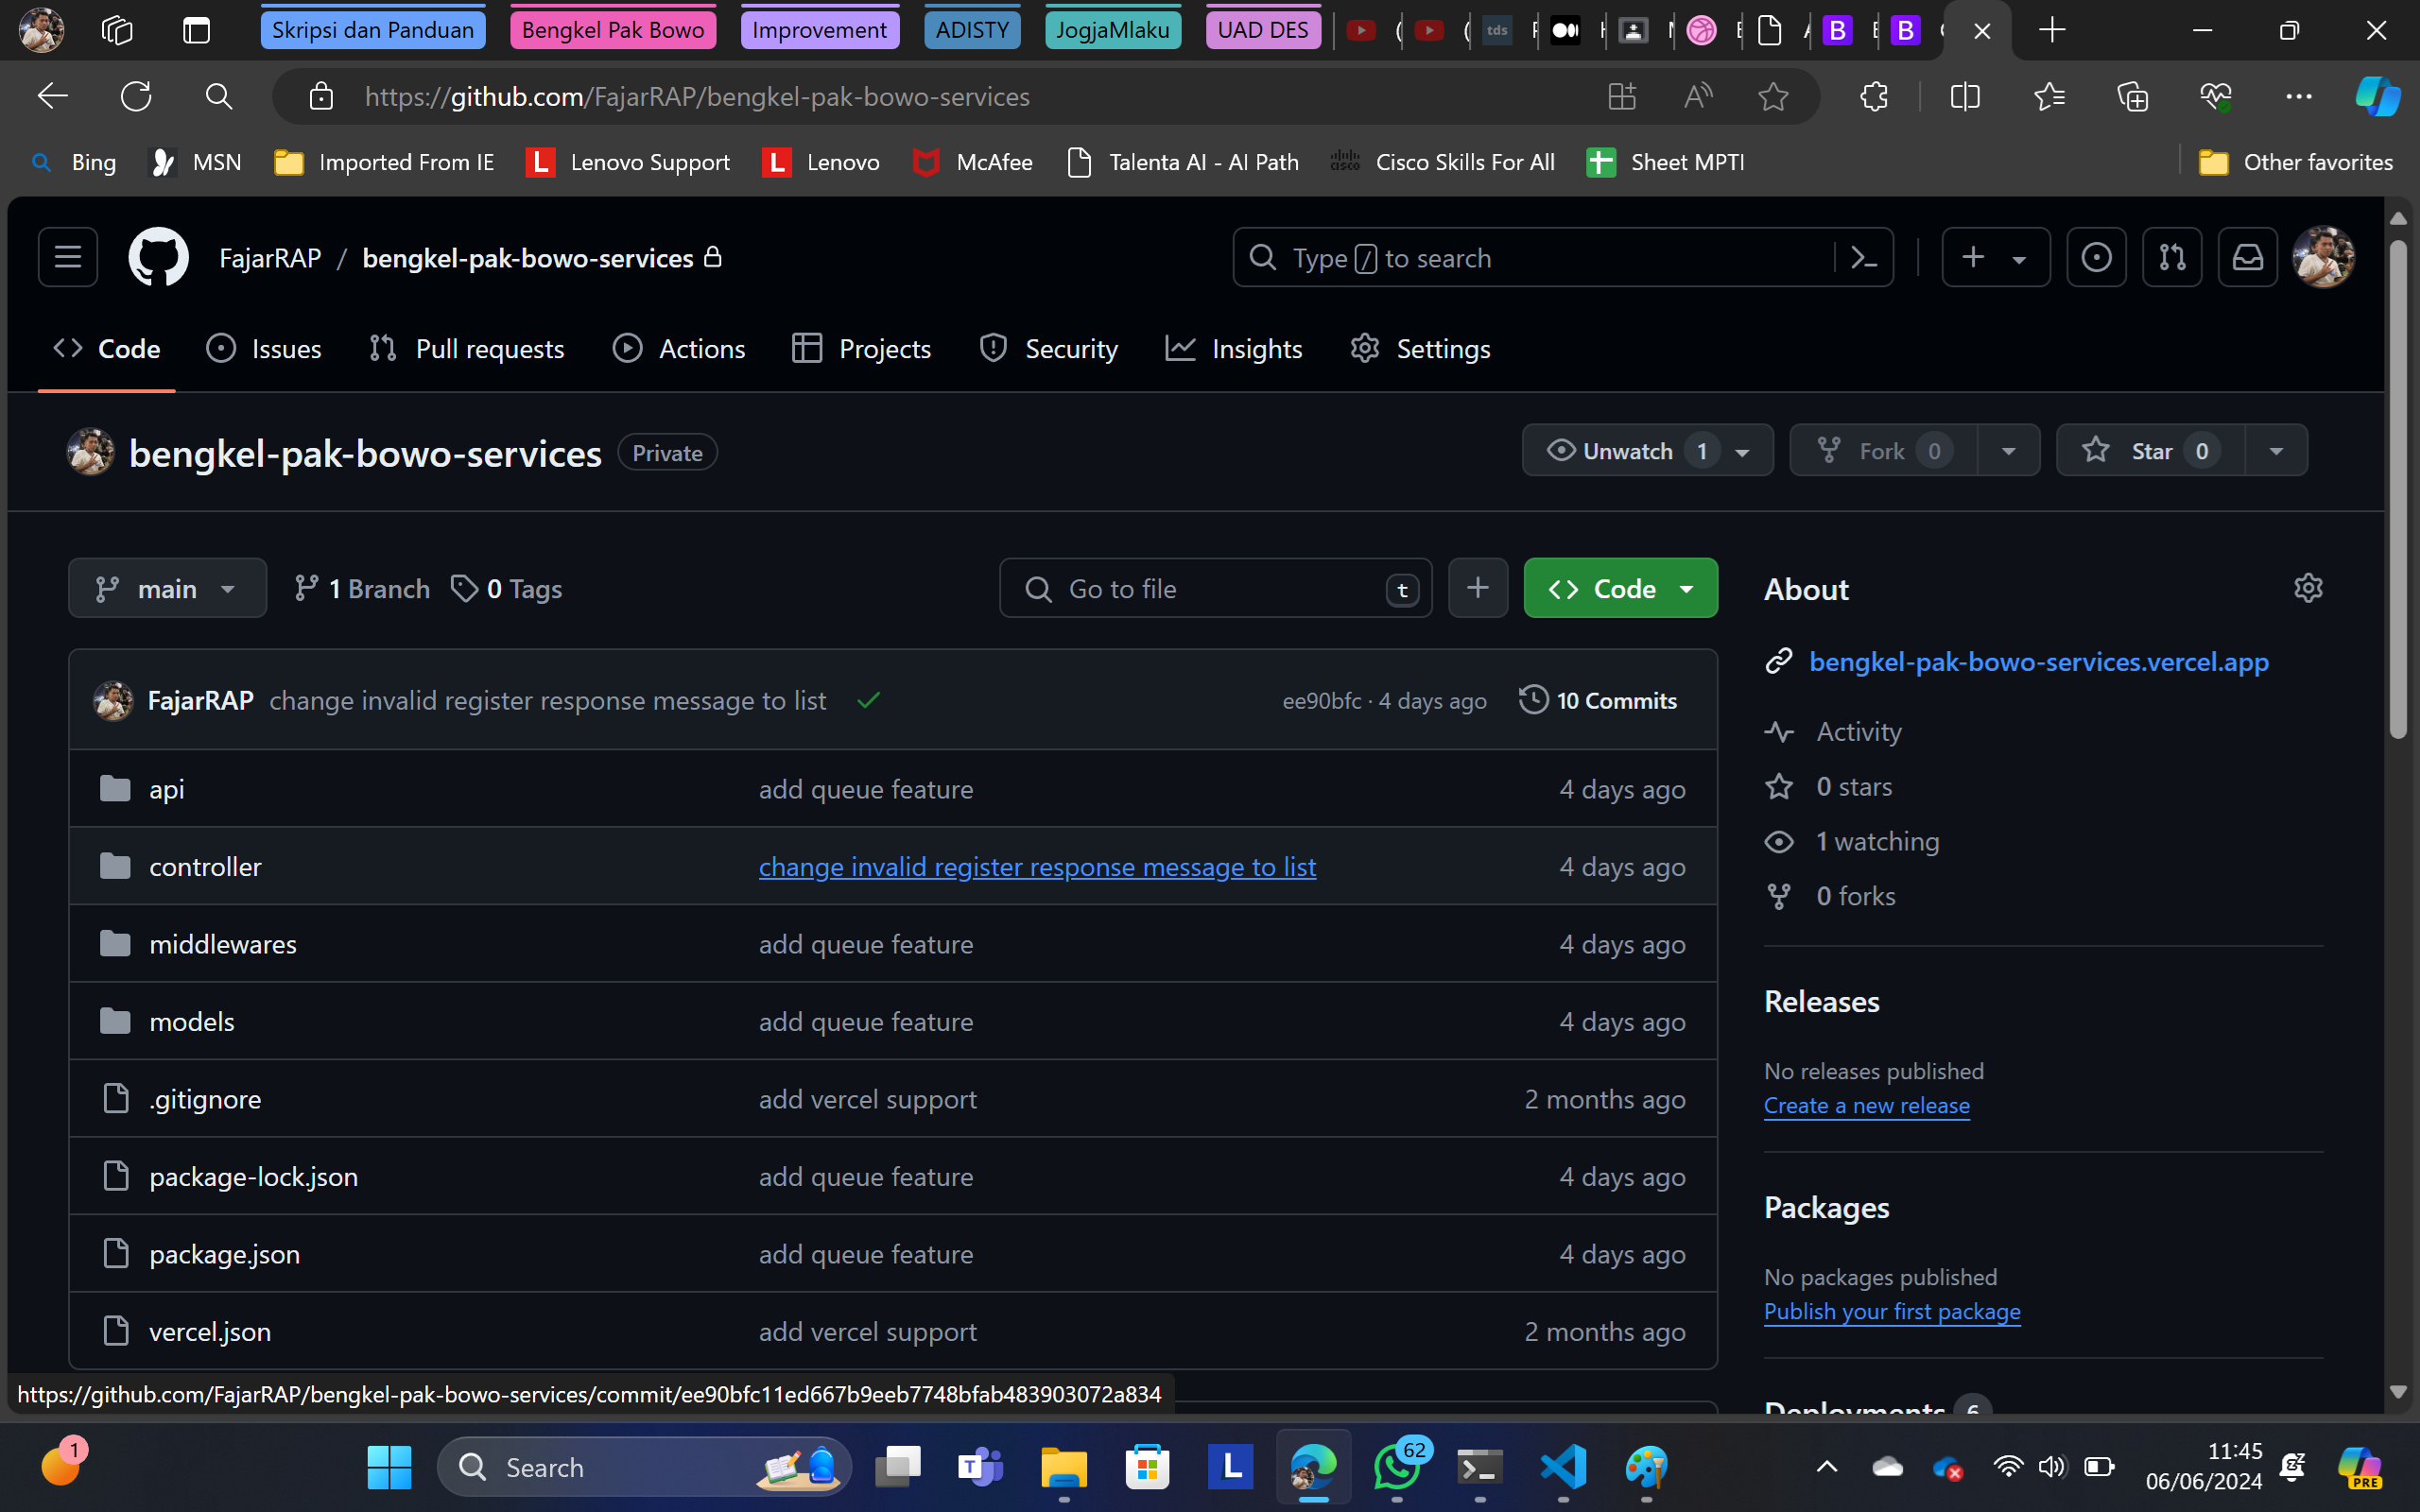 Skripsi dan Panduan
Bengkel Pak Bowo
Improvement
ADISTY
JogjaMlaku
UAD DES
tds
https://github.com/FajarRAP/bengkel-pak-bowo-services
Bing
MSN
Imported From IE
Lenovo Support
Lenovo
McAfee
Talenta AI - AI Path
Cisco Skills For All
Sheet MPTI
Other favorites
FajarRAP / bengkel-pak-bowo-services
Type / to search
Code
Issues
Pull requests
Actions
Projects
Security
Insights
Settings
bengkel-pak-bowo-services Private
Unwatch 1
Fork 0
Star 0
main
1 Branch
0 Tags
Go to file t
Code
FajarRAP change invalid register response message to list
ee90bfc · 4 days ago
10 Commits
api add queue feature 4 days ago
controller change invalid register response message to list 4 days ago
middlewares add queue feature 4 days ago
models add queue feature 4 days ago
.gitignore add vercel support 2 months ago
package-lock.json add queue feature 4 days ago
package.json add queue feature 4 days ago
vercel.json add vercel support 2 months ago
About
bengkel-pak-bowo-services.vercel.app
Activity
0 stars
1 watching
0 forks
Releases
No releases published
Create a new release
Packages
No packages published
Publish your first package
Deployments 6
https://github.com/FajarRAP/bengkel-pak-bowo-services/commit/ee90bfc11ed667b9eeb7748bfab483903072a834
1
Search
62
11:45
06/06/2024
PRE